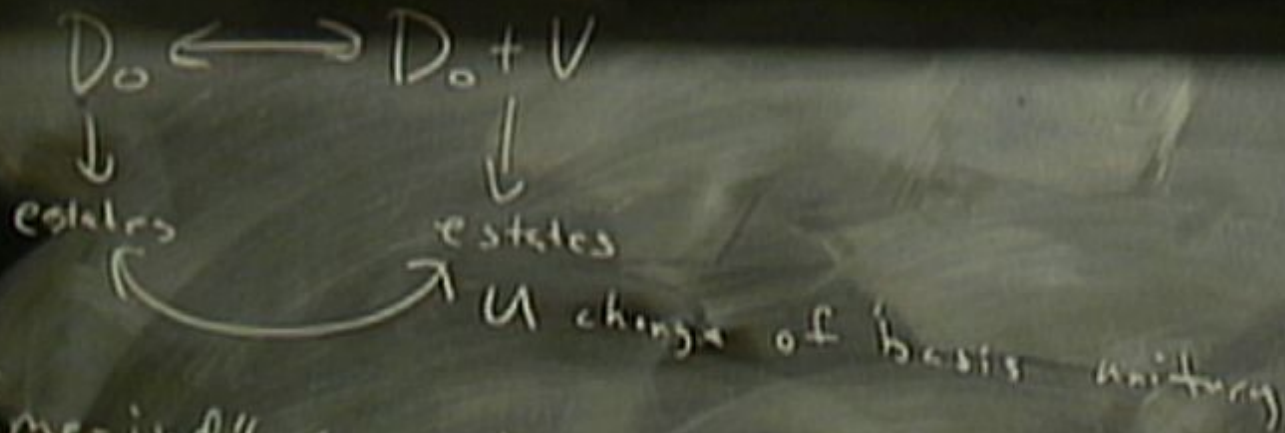 D₀ ↔ D₀ + V
estates estates
U change of basis unitary